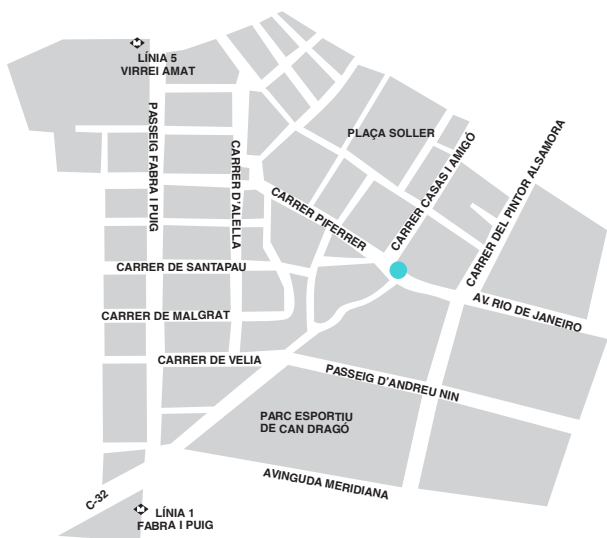 LÍNIA 5
VIRREI AMAT
PASSEIG FABRA I PUIG
CARRER D'ALELLA
PLAÇA SOLLER
CARRER CASAS I AMIGÓ
CARRER DEL PINTOR ALSAMORA
CARRER PIFERRER
CARRER DE SANTAPAU
AV. RIO DE JANEIRO
CARRER DE MALGRAT
CARRER DE VELIA
PASSEIG D'ANDREU NIN
PARC ESPORTIU
DE CAN DRAGÓ
AVINGUDA MERIDIANA
C-32
LÍNIA 1
FABRA I PUIG